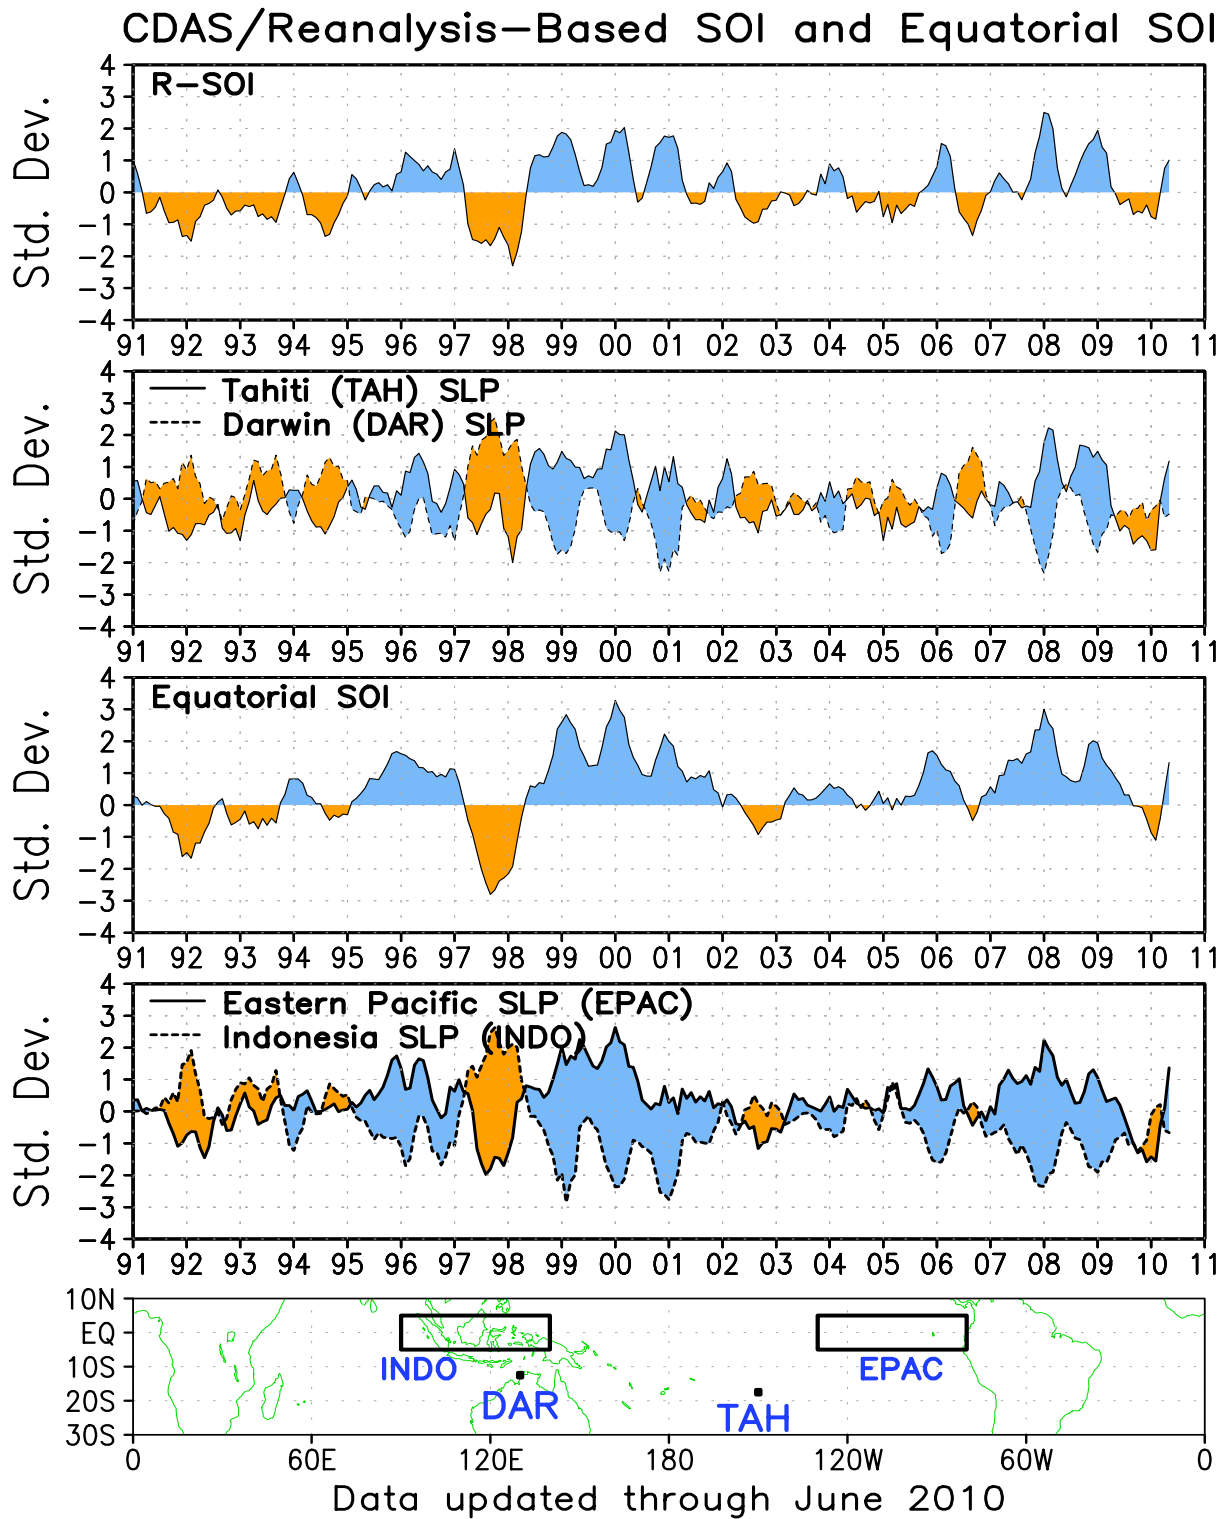 CDAS/Reanalysis-Based SOI and Equatorial SOI
R-SOI
Std. Dev.
4
3
2
1
0
-1
-2
-3
-4
91 92 93 94 95 96 97 98 99 00 01 02 03 04 05 06 07 08 09 10 11
Tahiti (TAH) SLP
Darwin (DAR) SLP
Std. Dev.
4
3
2
1
0
-1
-2
-3
-4
91 92 93 94 95 96 97 98 99 00 01 02 03 04 05 06 07 08 09 10 11
Equatorial SOI
Std. Dev.
4
3
2
1
0
-1
-2
-3
-4
91 92 93 94 95 96 97 98 99 00 01 02 03 04 05 06 07 08 09 10 11
Eastern Pacific SLP (EPAC)
Indonesia SLP (INDO)
Std. Dev.
4
3
2
1
0
-1
-2
-3
-4
91 92 93 94 95 96 97 98 99 00 01 02 03 04 05 06 07 08 09 10 11
10N
EQ
10S
20S
30S
INDO
EPAC
DAR
TAH
0 60E 120E 180 120W 60W 0
Data updated through June 2010